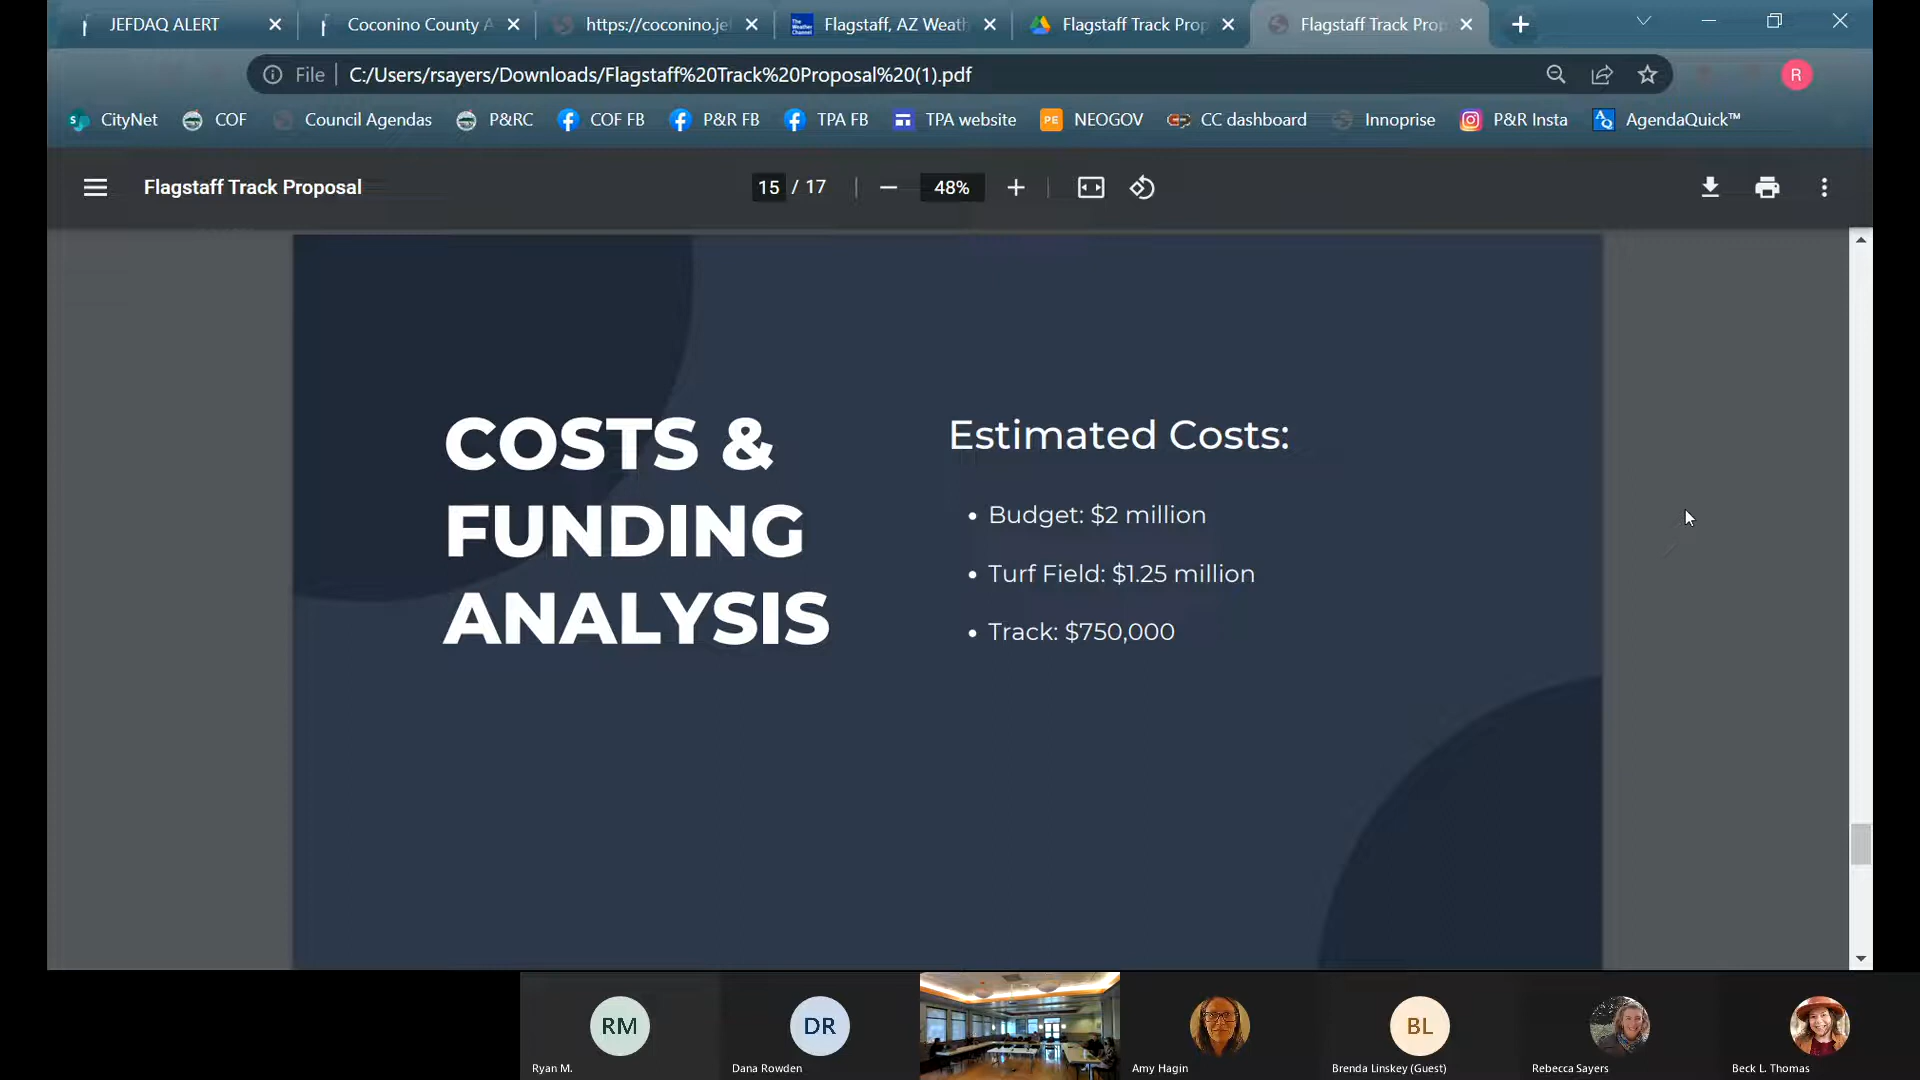 JEFDAQ ALERT
Coconino County A
https://coconino.je
Flagstaff, AZ Weath
Flagstaff Track Prop
Flagstaff Track Prop
File
C:/Users/rsayers/Downloads/Flagstaff%20Track%20Proposal%20(1).pdf
R
CityNet
COF
Council Agendas
P&RC
COF FB
P&R FB
TPA FB
TPA website
PE
NEOGOV
CC dashboard
Innoprise
P&R Insta
AgendaQuick™
Flagstaff Track Proposal
15 / 17
48%
COSTS &
FUNDING
ANALYSIS
Estimated Costs:
• Budget: $2 million
• Turf Field: $1.25 million
• Track: $750,000
RM
Ryan M.
DR
Dana Rowden
Amy Hagin
BL
Brenda Linskey (Guest)
Rebecca Sayers
Beck L. Thomas